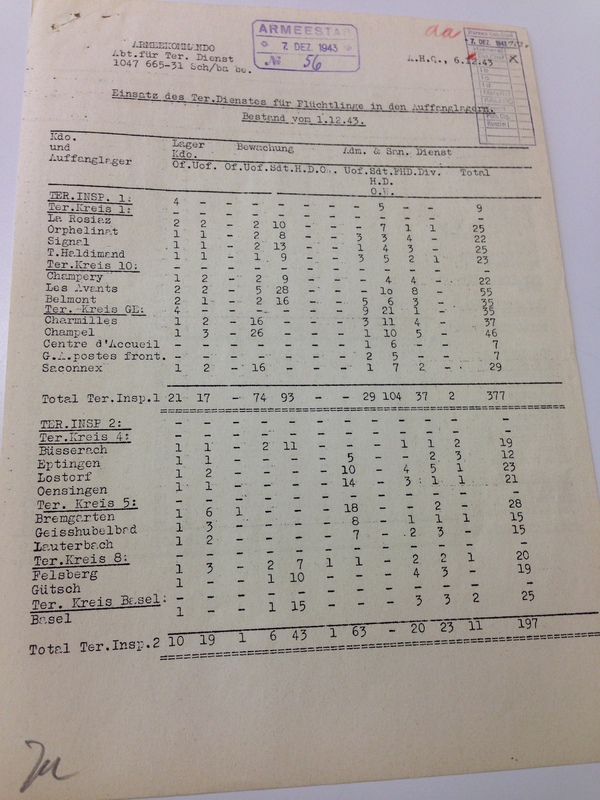 ARMEEKOMMANDO
Abt.für Ter. Dienst
1047 665-31 Sch/ba be.
ARMEESTAB
7. DEZ. 1943
№ 56
aa
7. DEZ. 1943
A.H.Q., 6.12.43
Einsatz des Ter.Dienstes für Flüchtlinge in den Auffanglagern.
Bestand vom 1.12.43.
Kdo. und Auffanglager Lager Kdo. Bewachung Adm. & San. Dienst
Of.Uof. Of.Uof.Sdt.H.D.O.. Uof.Sdt.PHD.Div. Total
H.D.
O.W.
TER.INSP. 1: 4 - - - - - - - 5 - - 9
Ter.Kreis 1: - - - - - - - - - - - -
La Rosiaz 2 2 - 2 10 - - - 7 1 1 25
Orphelinat 1 1 - 2 8 - - 3 3 4 - 22
Signal 1 1 - 2 13 - - 1 4 3 - 25
T.Haldimand 1 1 - 1 9 - - 3 5 2 1 23
Ter.Kreis 10: - - - - - - - - - - - -
Champery 1 2 - 2 9 - - - 4 4 - 22
Les Avants 2 2 - 5 28 - - - 10 8 - 55
Belmont 2 1 - 2 16 - - 5 6 3 - 35
Ter. Kreis GE: 4 - - - - - - 9 21 1 - 35
Charmilles 1 2 - 16 - - - 3 11 4 - 37
Champel 1 3 - 26 - - - 1 10 5 - 46
Centre d'Accueil - - - - - - - 1 6 - - 7
G.A.postes front. - - - - - - - 2 5 - - 7
Saconnex 1 2 - 16 - - - 1 7 2 - 29
Total Ter.Insp.1 21 17 - 74 93 - - 29 104 37 2 377
TER.INSP 2: - - - - - - - - - - - -
Ter.Kreis 4: - - - - - - - - - - - -
Büsserach 1 1 - 2 11 - - - 1 1 2 19
Eptingen 1 1 - - - - 5 - - 2 3 12
Lostorf 1 2 - - - - 10 - 4 5 1 23
Oensingen 1 1 - - - - 14 - 3 1 1 21
Ter. Kreis 5: - - - - - - - - - - - -
Bremgarten 1 6 1 - - - 18 - - 2 - 28
Geisshubelbad 1 3 - - - - 8 - 1 1 1 15
Lauterbach 1 2 - - - - 7 - 2 3 - 15
Ter.Kreis 8: - - - - - - - - - - - -
Felsberg 1 3 - 2 7 1 1 - 2 2 1 20
Gütsch 1 - - 1 10 - - - 4 3 - 19
Ter. Kreis Basel: - - - - - - - - - - - -
Basel 1 - - 1 15 - - - 3 3 2 25
Total Ter.Insp.2 10 19 1 6 43 1 63 - 20 23 11 197